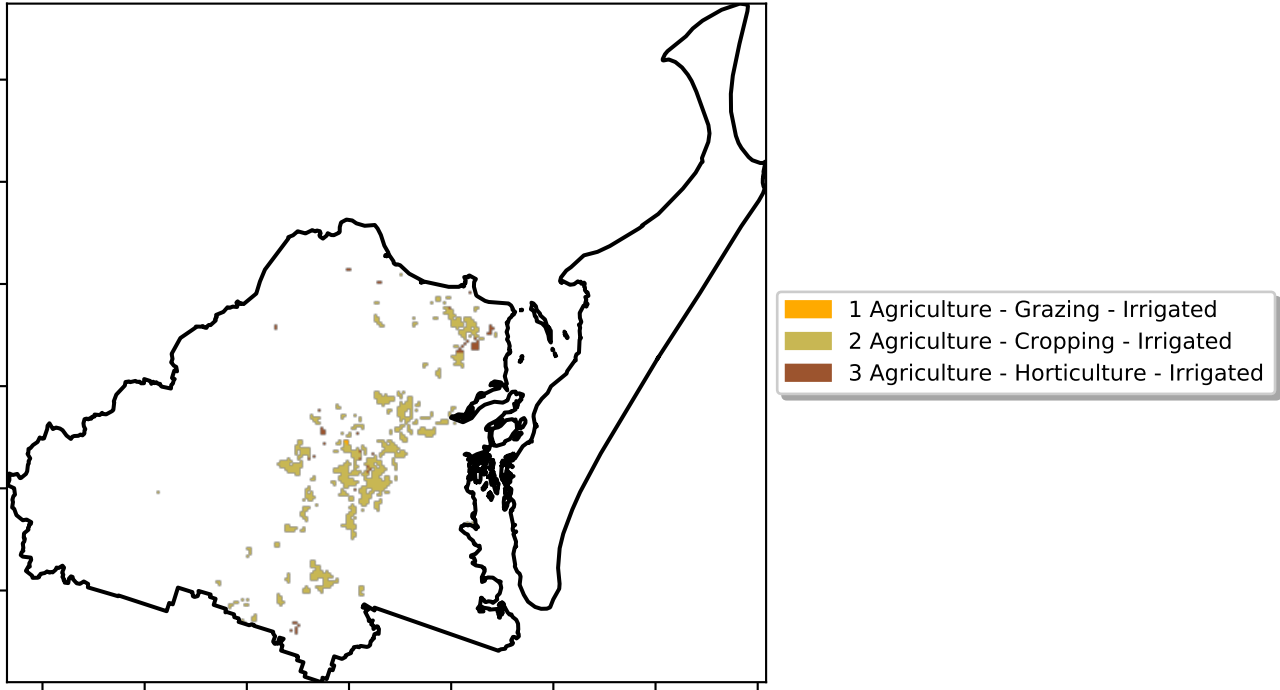 1 Agriculture - Grazing - Irrigated
2 Agriculture - Cropping - Irrigated
3 Agriculture - Horticulture - Irrigated